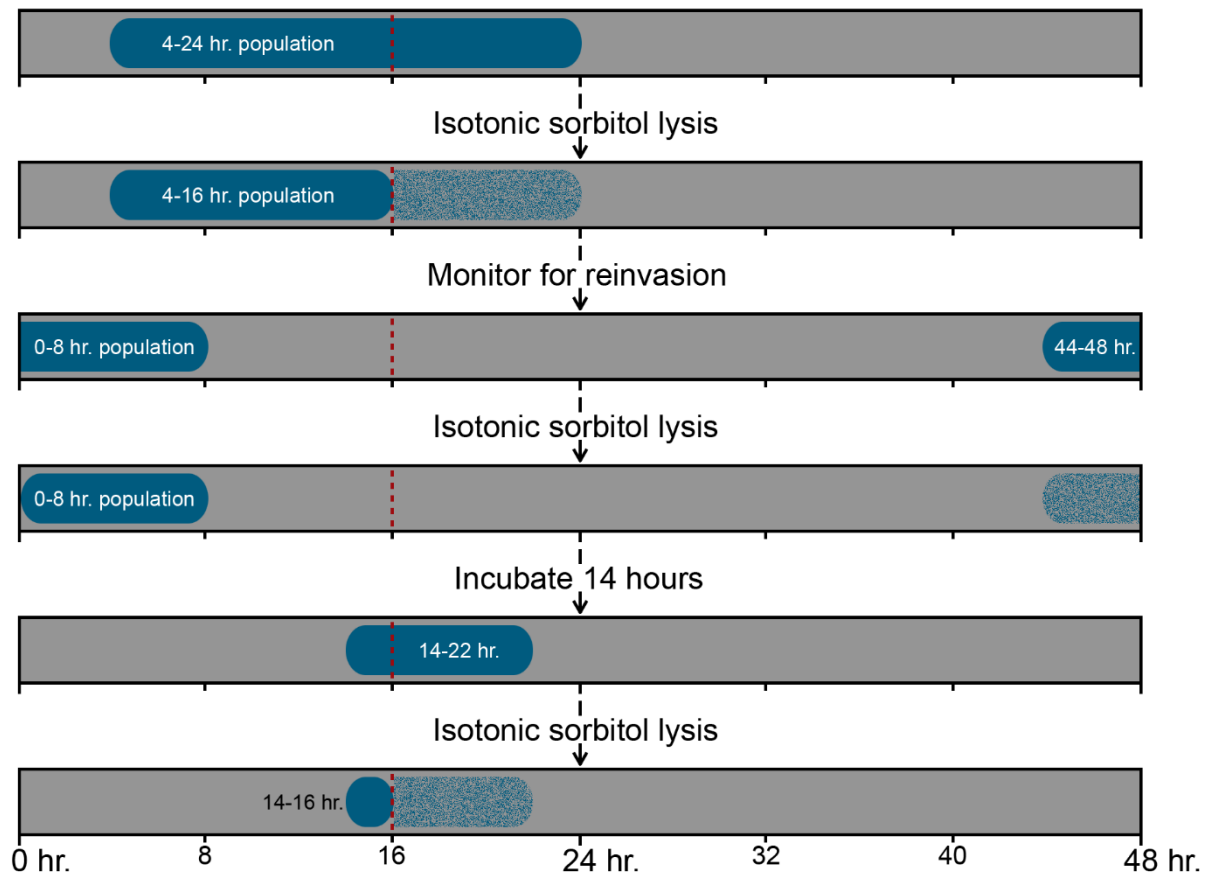 4-24 hr. population
Isotonic sorbitol lysis
4-16 hr. population
Monitor for reinvasion
0-8 hr. population 44-48 hr.
Isotonic sorbitol lysis
0-8 hr. population
Incubate 14 hours
14-22 hr.
Isotonic sorbitol lysis
14-16 hr.
0 hr. 8 16 24 hr. 32 40 48 hr.